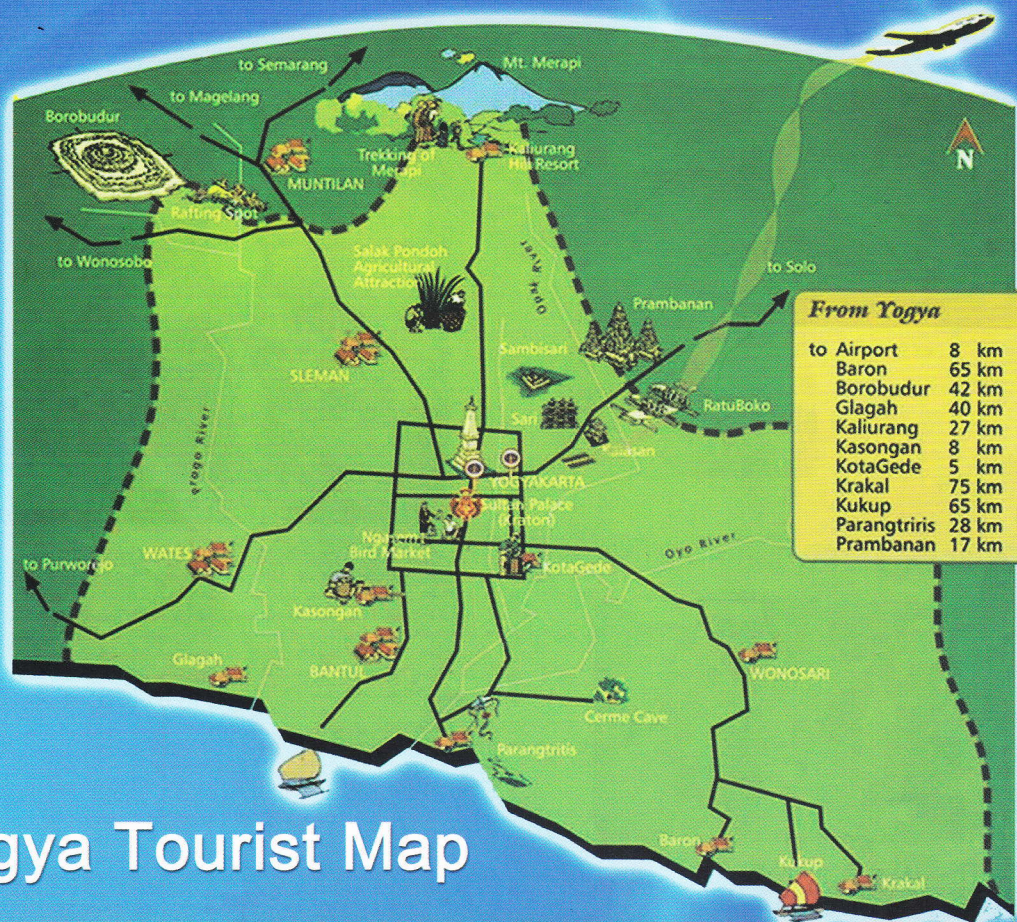 to Semarang
Mt. Merapi
to Magelang
Borobudur
N
Trekking of
Merapi
Kaliurang
Hill Resort
MUNTILAN
Rafting Spot
to Wonosobo
Salak Pondoh
Agricultural
Attraction
Opak River
to Solo
Prambanan
Sambisari
SLEMAN
Sari
RatuBoko
Kalasan
Progo River
YOGYAKARTA
Sultan Palace
(Kraton)
Bird Market
KotaGede
Oyo River
WATES
to Purworejo
Kasongan
Glagah
BANTUL
WONOSARI
Cerme Cave
Parangtritis
Baron
Kukup
Krakal
From Yogya
to Airport 8 km
Baron 65 km
Borobudur 42 km
Glagah 40 km
Kaliurang 27 km
Kasongan 8 km
KotaGede 5 km
Krakal 75 km
Kukup 65 km
Parangtriris 28 km
Prambanan 17 km
gya Tourist Map